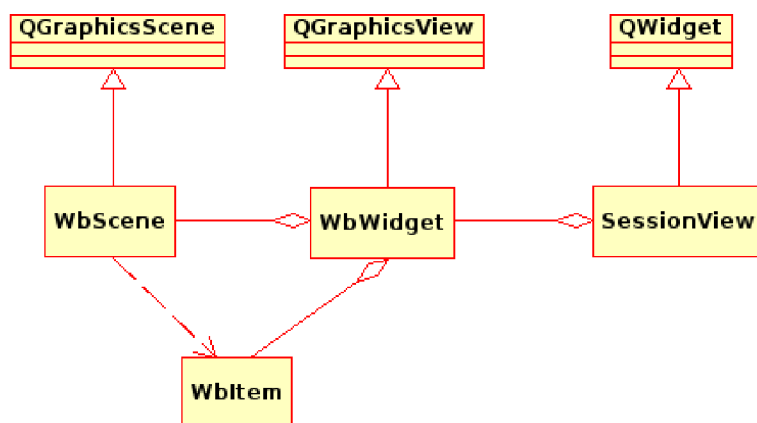 QGraphicsScene
QGraphicsView
QWidget
WbScene
WbWidget
SessionView
WbItem